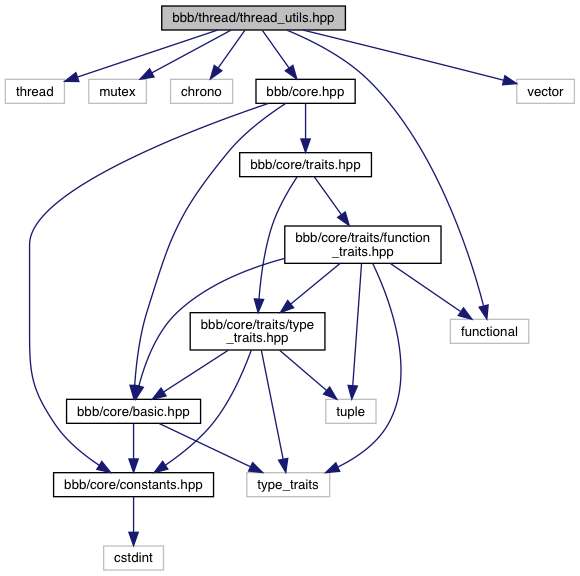 bbb/thread/thread_utils.hpp
thread
mutex
chrono
bbb/core.hpp
vector
bbb/core/traits.hpp
bbb/core/traits/function
_traits.hpp
bbb/core/traits/type
_traits.hpp
functional
bbb/core/basic.hpp
tuple
bbb/core/constants.hpp
type_traits
cstdint